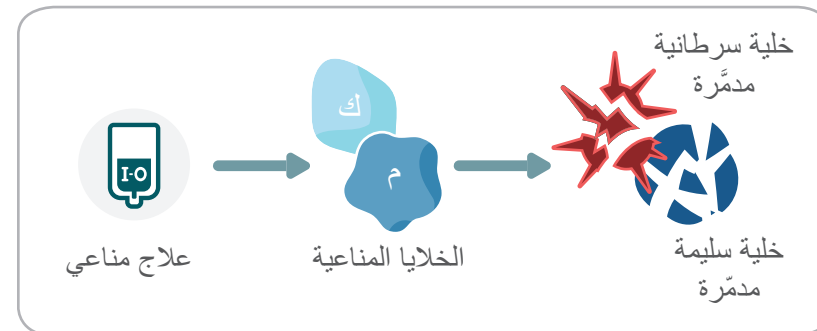 خلية سرطانية
مدمَّرة
ك
م
I-O
علاج مناعي
الخلايا المناعية
خلية سليمة
مدمّرة